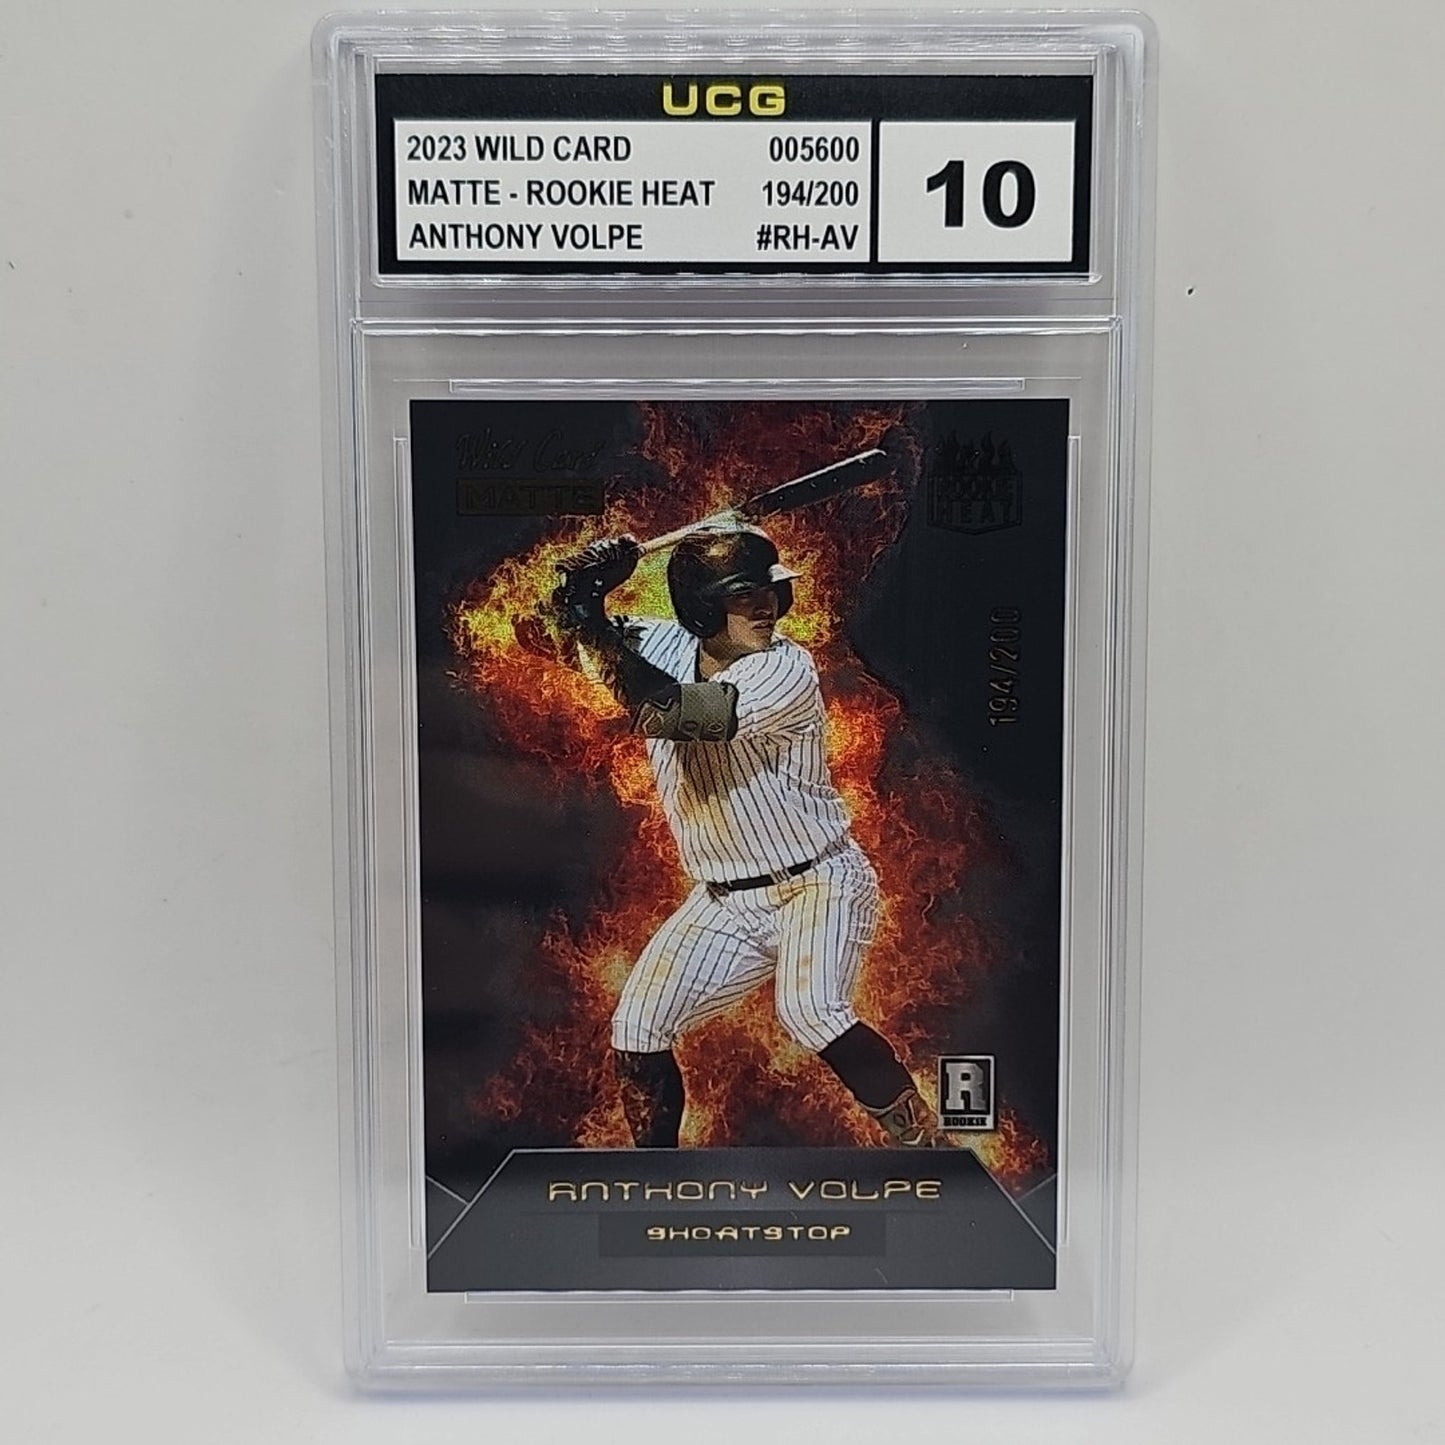 UCG
2023 WILD CARD 005600
MATTE - ROOKIE HEAT 194/200
ANTHONY VOLPE #RH-AV
10
Wild Card
MATTE
ROOKIE
HEAT
194/200
R
ROOKIE
ANTHONY VOLPE
SHORTSTOP